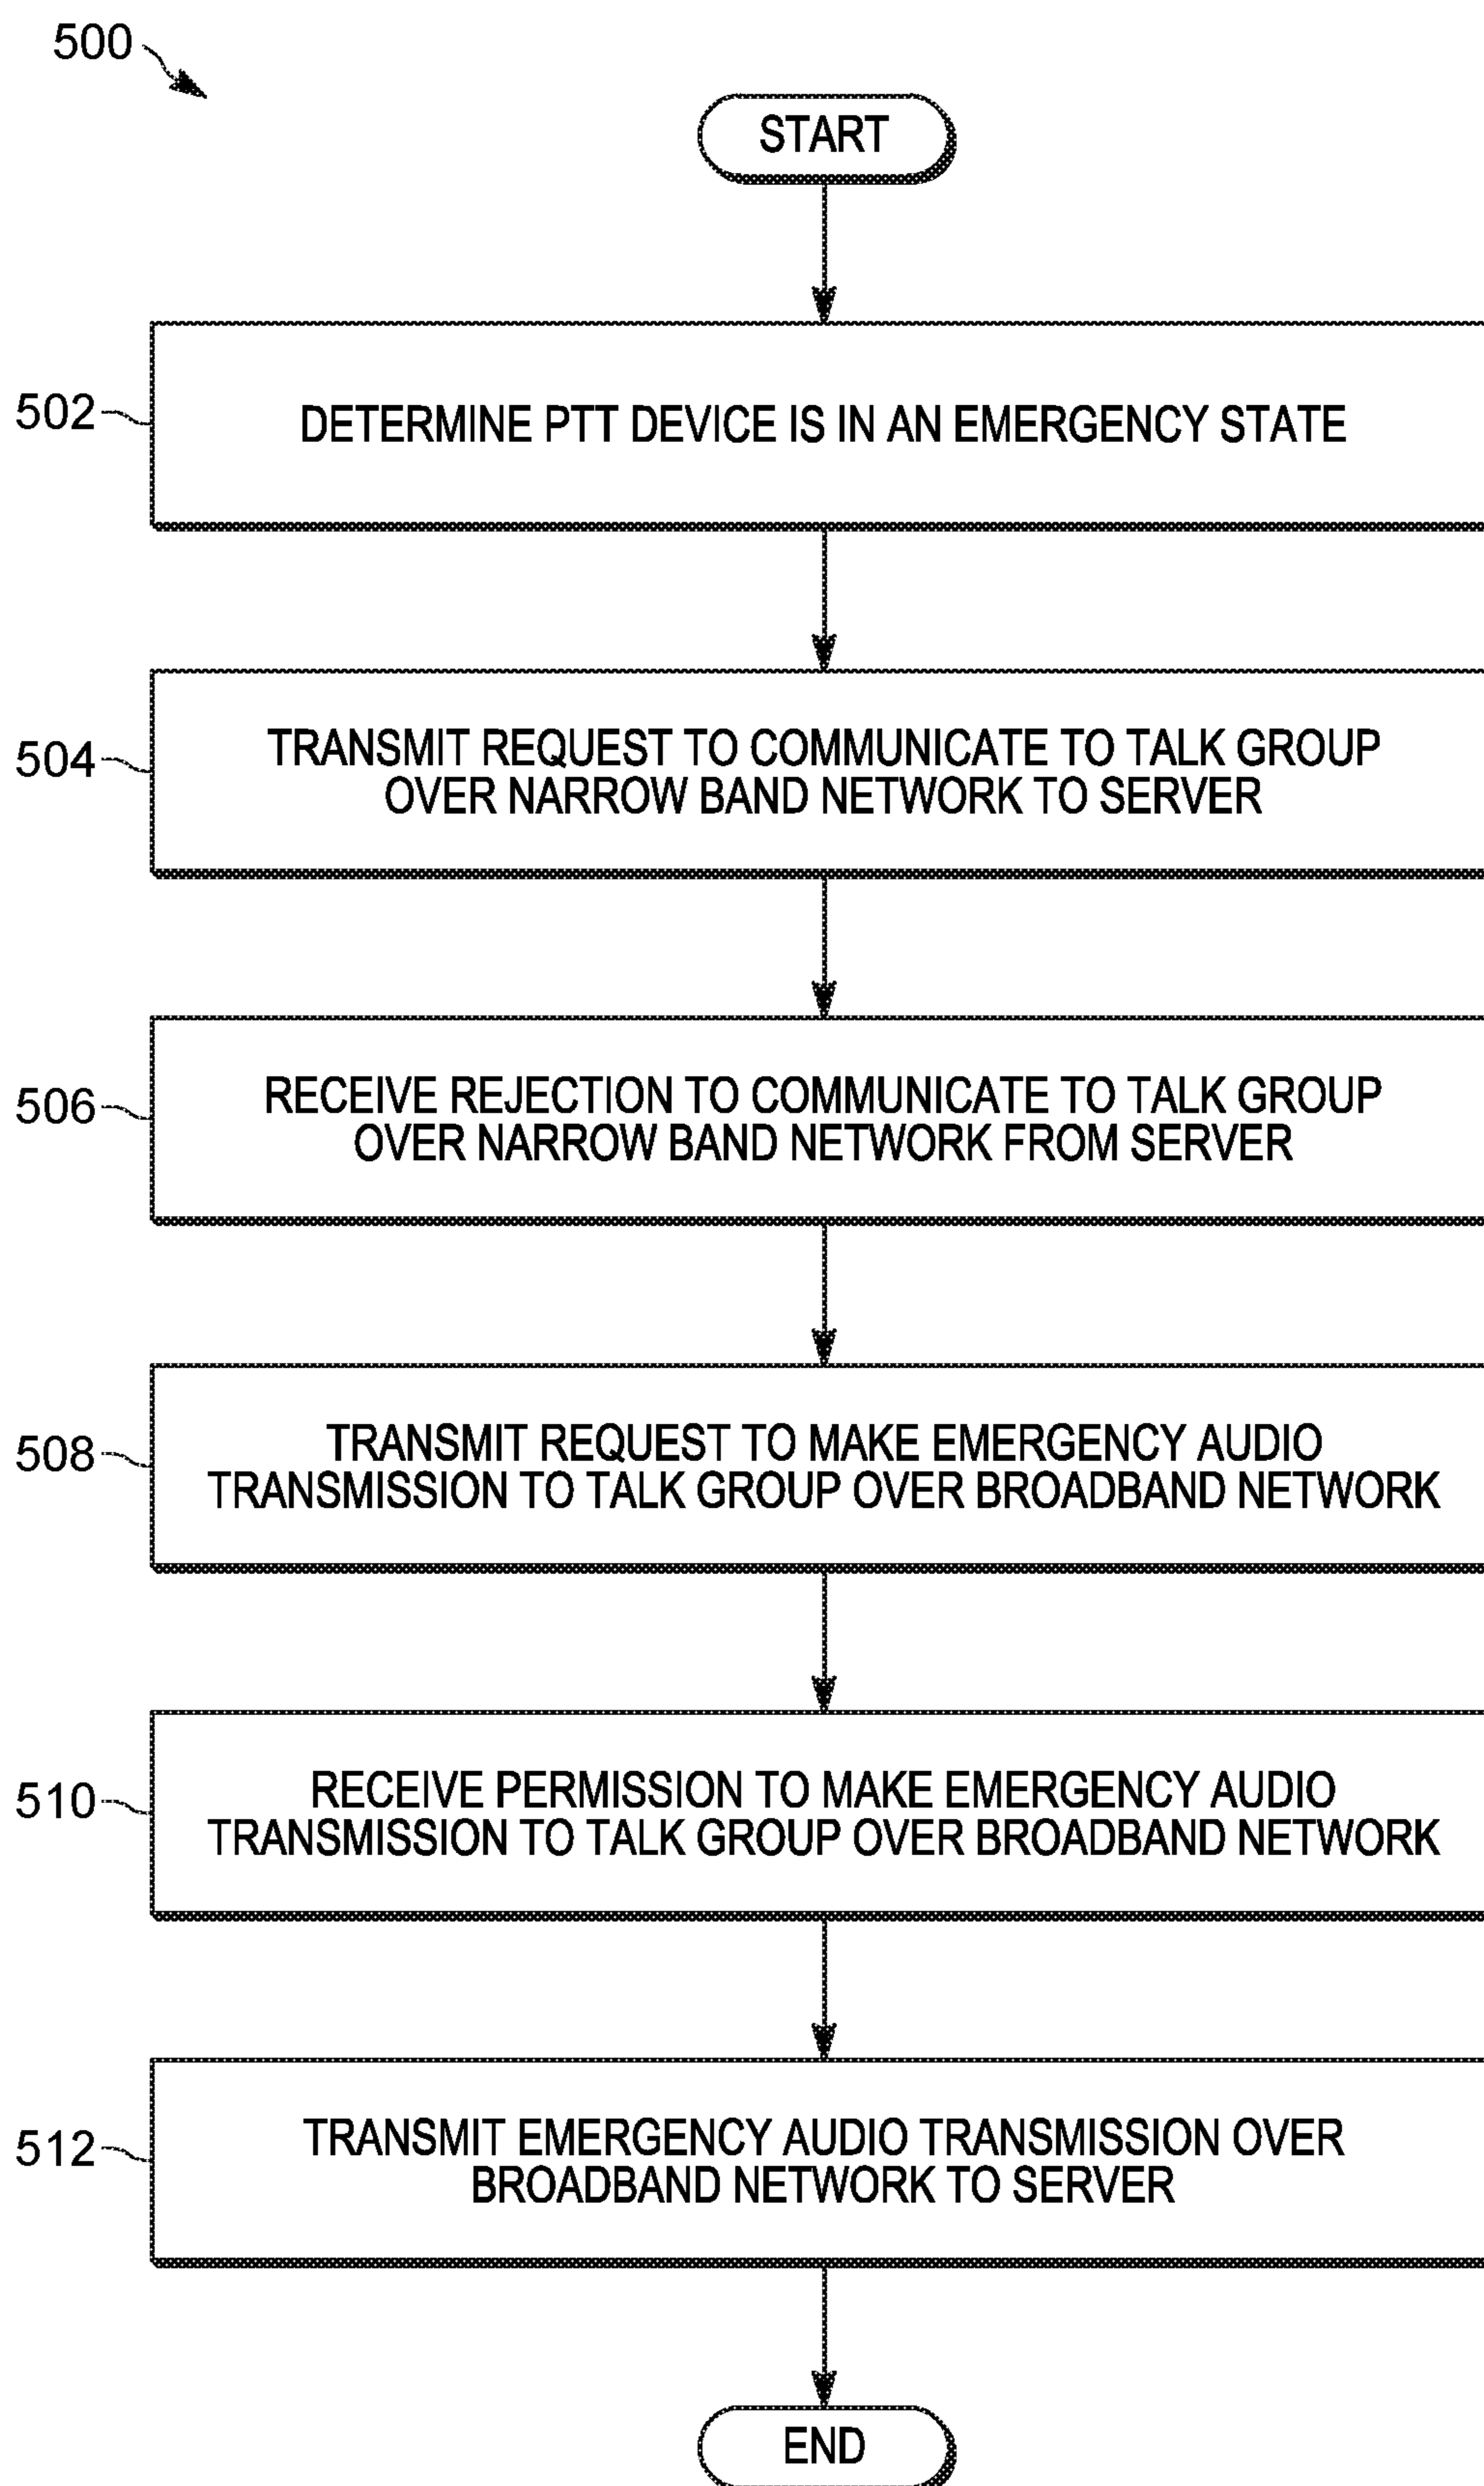 500
START
502
DETERMINE PTT DEVICE IS IN AN EMERGENCY STATE
504
TRANSMIT REQUEST TO COMMUNICATE TO TALK GROUP
OVER NARROW BAND NETWORK TO SERVER
506
RECEIVE REJECTION TO COMMUNICATE TO TALK GROUP
OVER NARROW BAND NETWORK FROM SERVER
508
TRANSMIT REQUEST TO MAKE EMERGENCY AUDIO
TRANSMISSION TO TALK GROUP OVER BROADBAND NETWORK
510
RECEIVE PERMISSION TO MAKE EMERGENCY AUDIO
TRANSMISSION TO TALK GROUP OVER BROADBAND NETWORK
512
TRANSMIT EMERGENCY AUDIO TRANSMISSION OVER
BROADBAND NETWORK TO SERVER
END